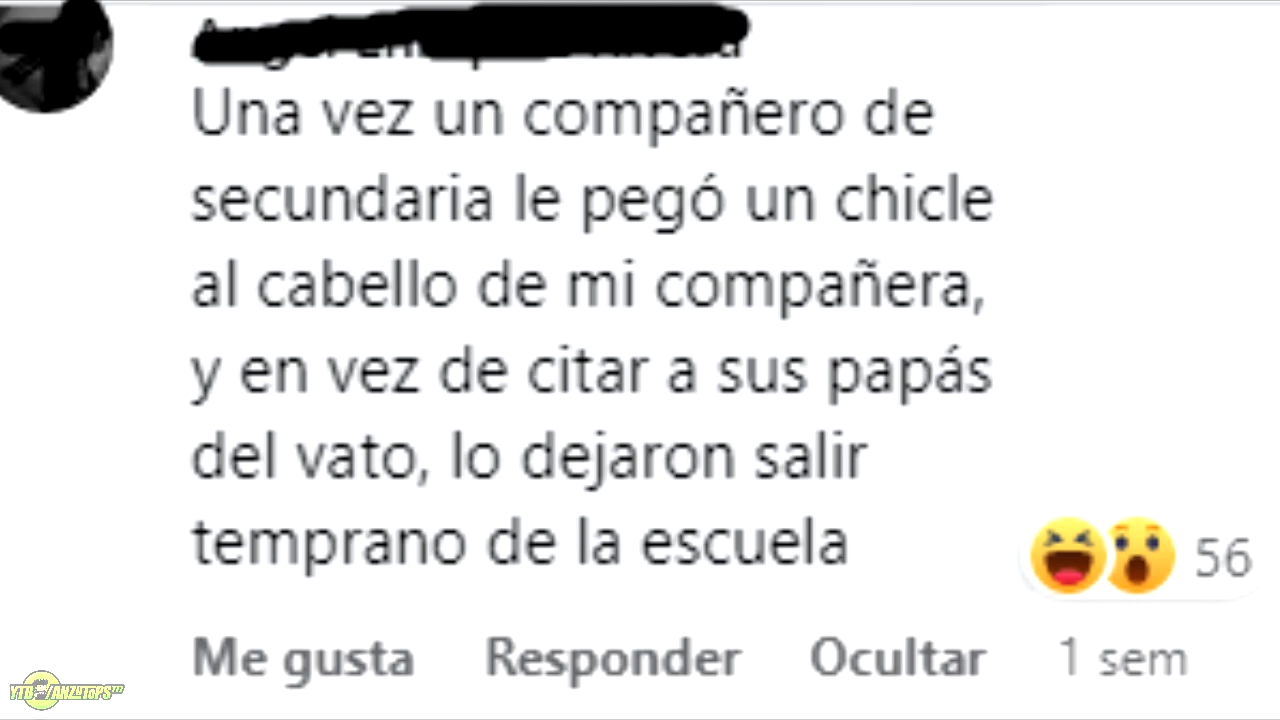 Una vez un compañero de
secundaria le pegó un chicle
al cabello de mi compañera,
y en vez de citar a sus papás
del vato, lo dejaron salir
temprano de la escuela
56
Me gusta Responder Ocultar 1 sem